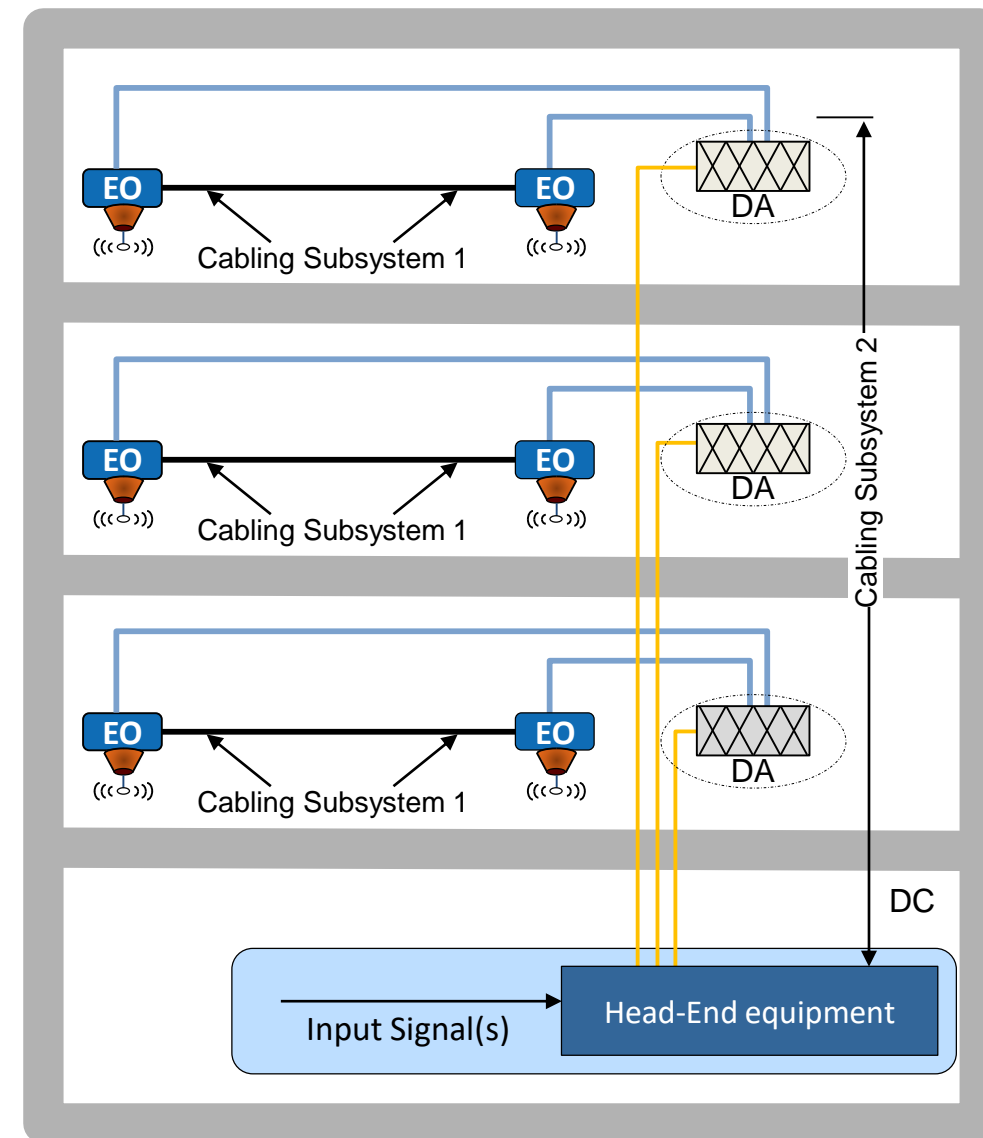 EO
EO
DA
Cabling Subsystem 1
Cabling Subsystem 2
EO
EO
DA
Cabling Subsystem 1
EO
EO
DA
Cabling Subsystem 1
DC
Input Signal(s)
Head-End equipment